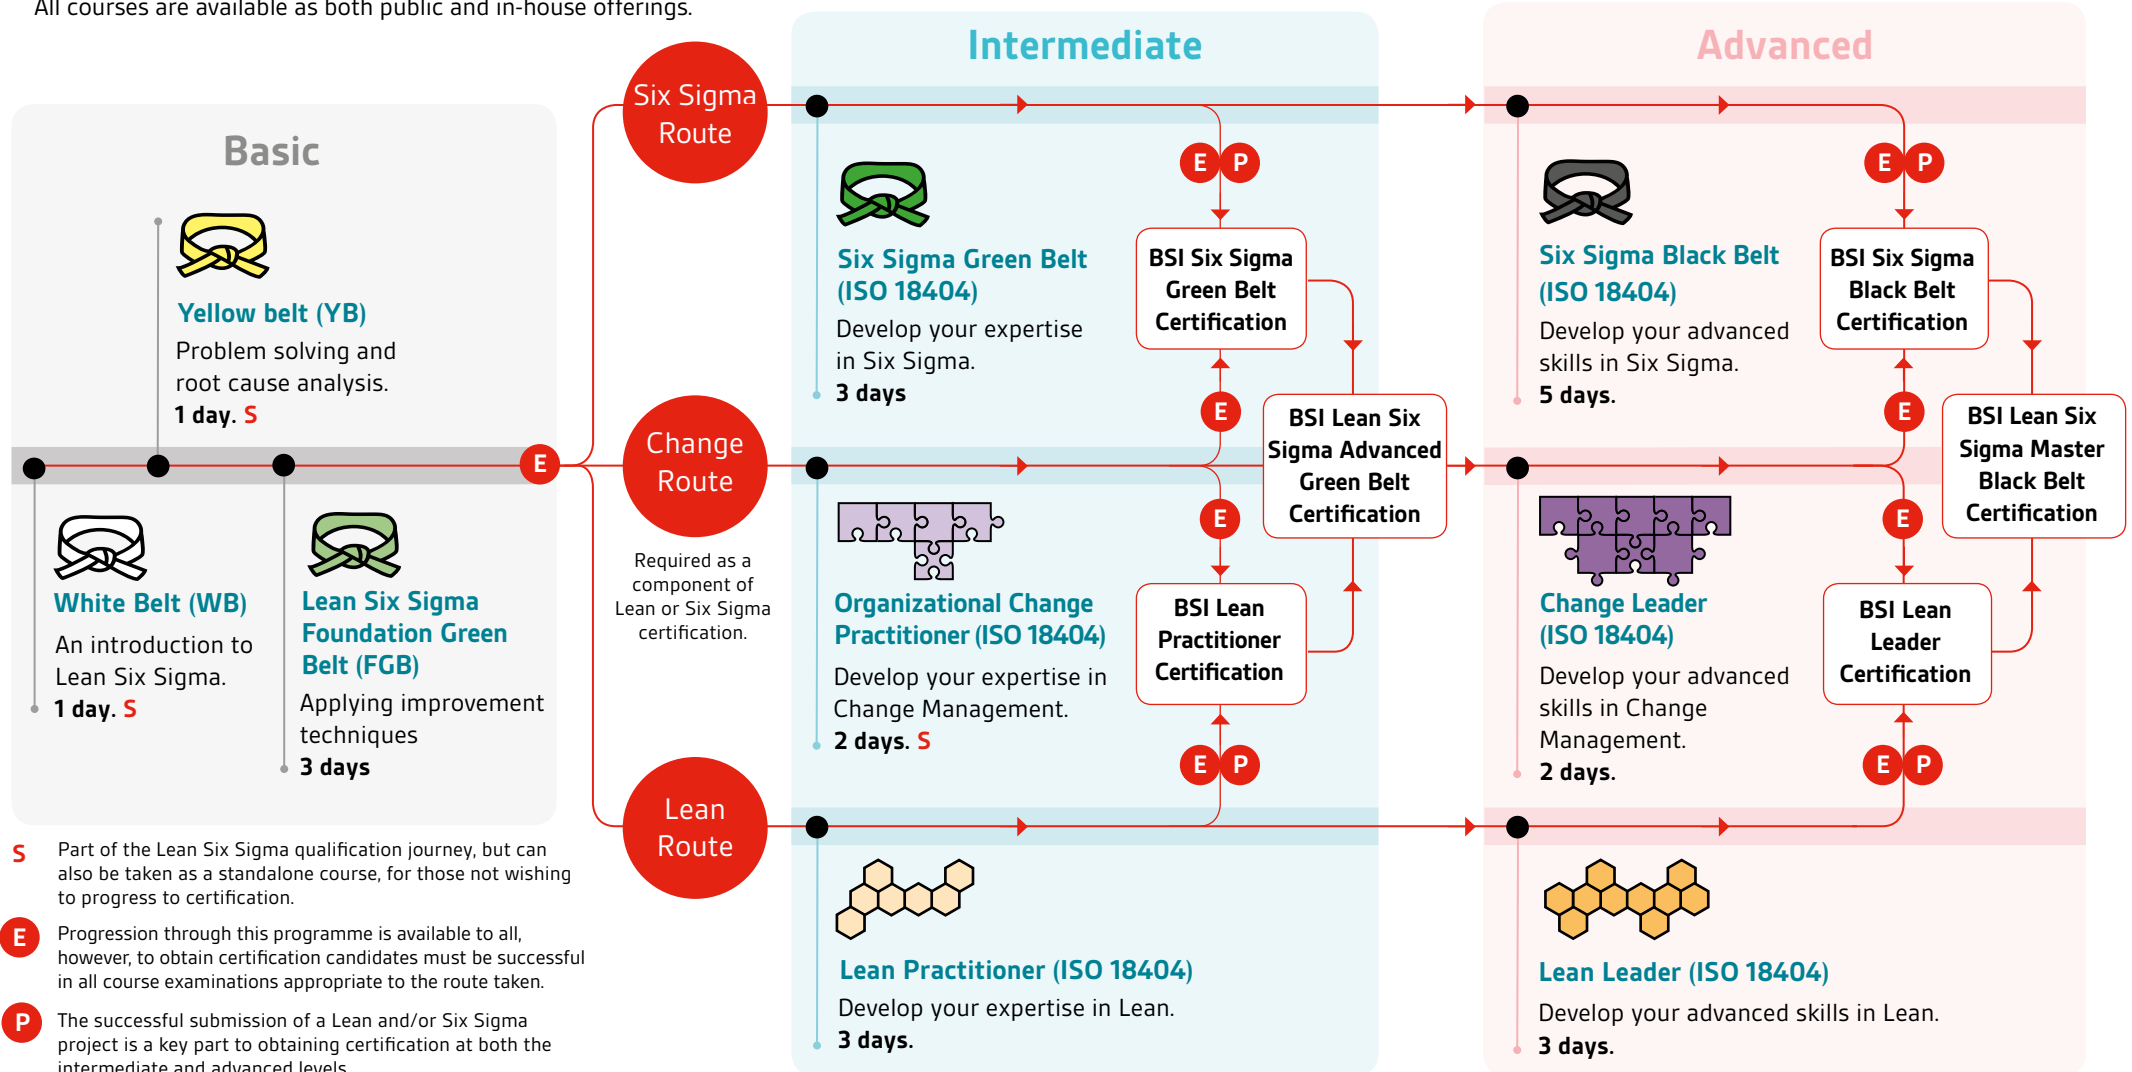 All courses are available as both public and in-house offerings.
Basic
Yellow belt (YB)
Problem solving and
root cause analysis.
1 day. S
E
White Belt (WB)
An introduction to
Lean Six Sigma.
1 day. S
Lean Six Sigma
Foundation Green
Belt (FGB)
Applying improvement
techniques
3 days
S
Part of the Lean Six Sigma qualification journey, but can
also be taken as a standalone course, for those not wishing
to progress to certification.
E
Progression through this programme is available to all,
however, to obtain certification candidates must be successful
in all course examinations appropriate to the route taken.
P
The successful submission of a Lean and/or Six Sigma
project is a key part to obtaining certification at both the
intermediate and advanced levels
Six Sigma
Route
Change
Route
Required as a
component of
Lean or Six Sigma
certification.
Lean
Route
Intermediate
Six Sigma Green Belt
(ISO 18404)
Develop your expertise
in Six Sigma.
3 days
E P
BSI Six Sigma
Green Belt
Certification
E
BSI Lean Six
Sigma Advanced
Green Belt
Certification
Organizational Change
Practitioner (ISO 18404)
Develop your expertise in
Change Management.
2 days. S
E
BSI Lean
Practitioner
Certification
E P
Lean Practitioner (ISO 18404)
Develop your expertise in Lean.
3 days.
Advanced
Six Sigma Black Belt
(ISO 18404)
Develop your advanced
skills in Six Sigma.
5 days.
E P
BSI Six Sigma
Black Belt
Certification
E
BSI Lean Six
Sigma Master
Black Belt
Certification
Change Leader
(ISO 18404)
Develop your advanced
skills in Change
Management.
2 days.
E
BSI Lean
Leader
Certification
E P
Lean Leader (ISO 18404)
Develop your advanced skills in Lean.
3 days.